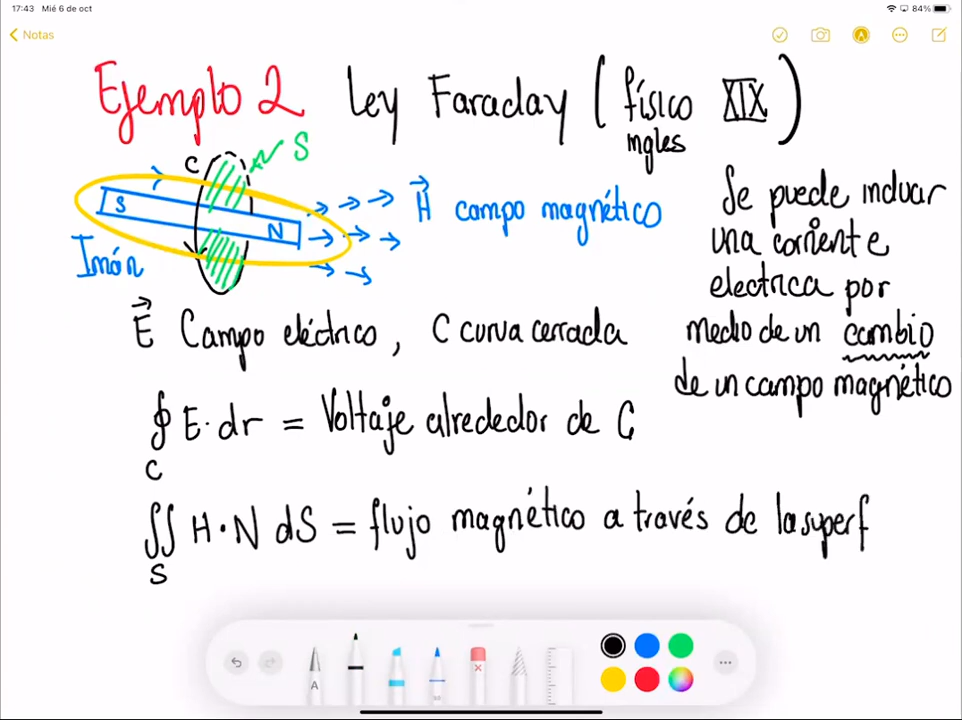 17:43 Mié 6 de oct
84%
Notas
Ejemplo 2 Ley Faraday ( físico XIX )
ingles
C S
S N
H campo magnético
Imán
Se puede inducir
una corriente
electrica por
medio de un cambio
de un campo magnético
E Campo eléctrico, C curva cerrada
∮ E · dr = Voltaje alrededor de C
C
∬ H · N dS = flujo magnético a través de la superf
S
A
50